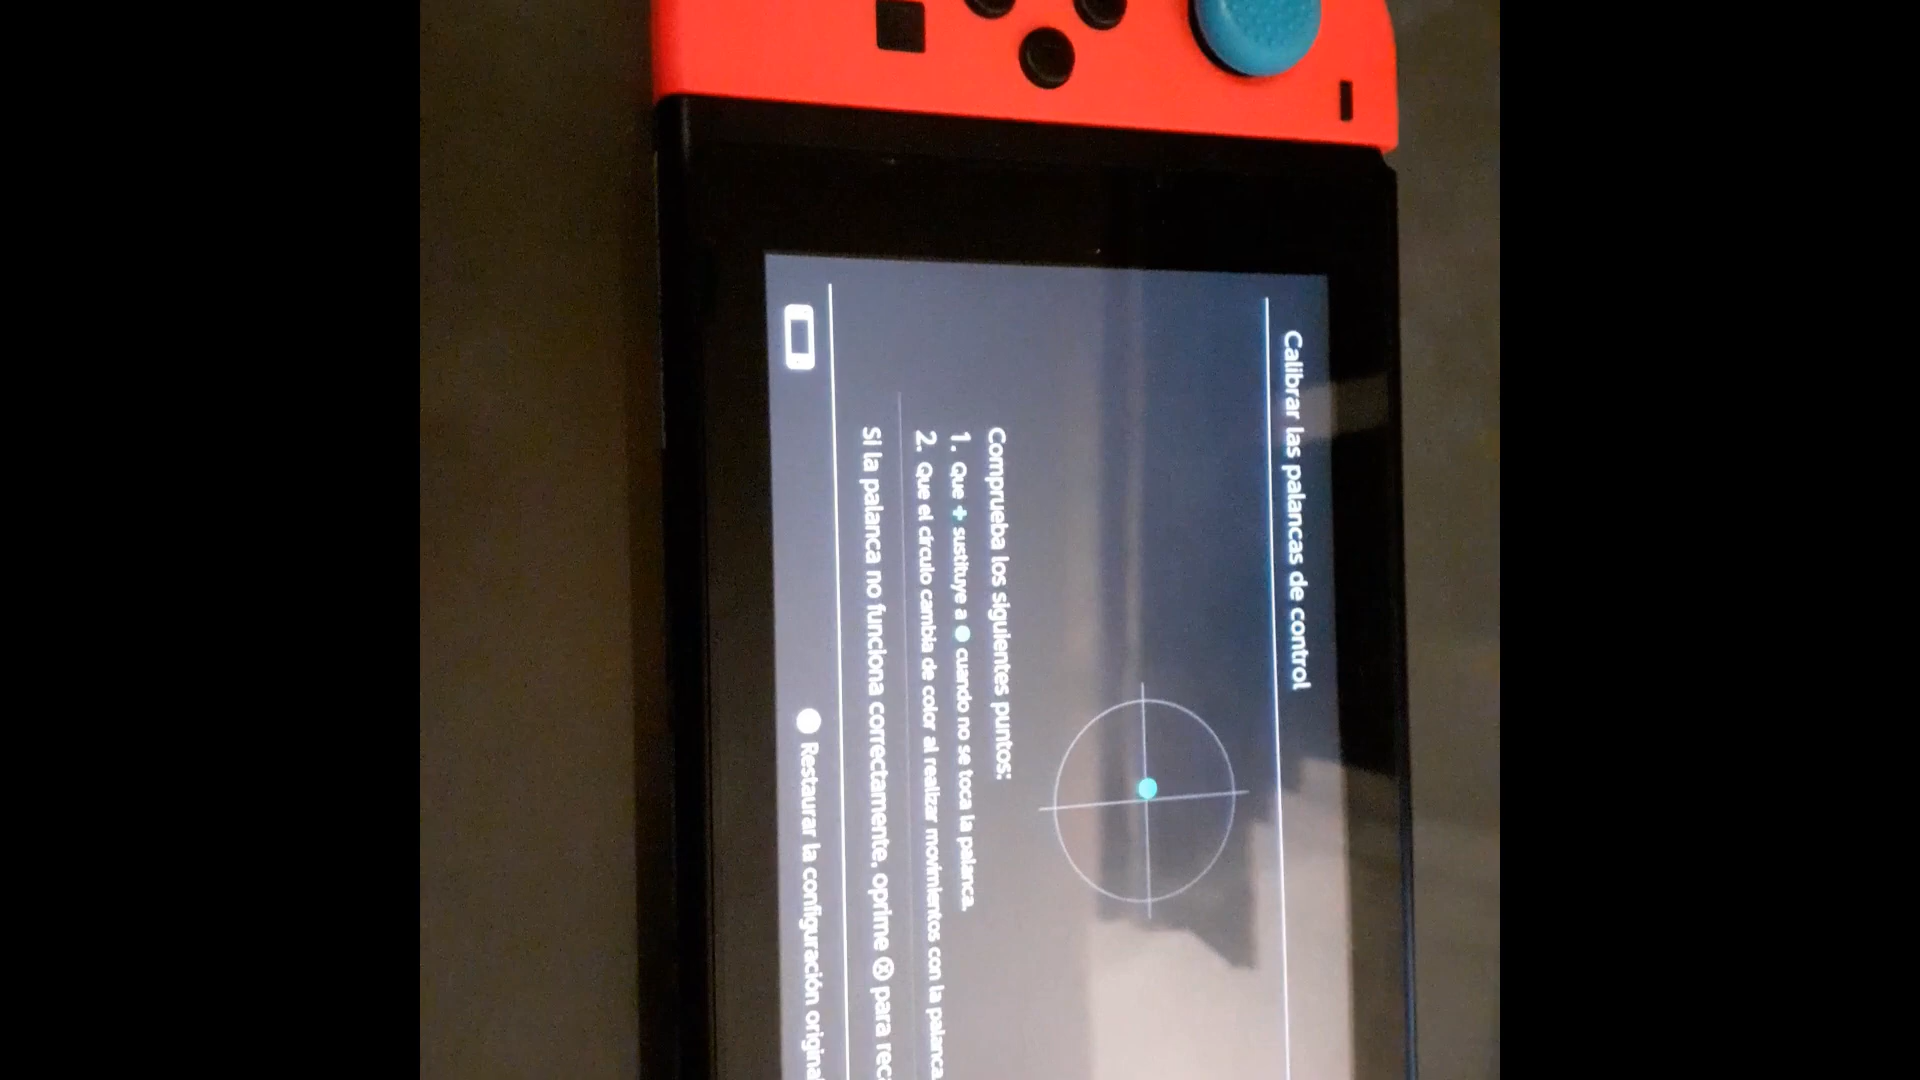 Calibrar las palancas de control
Comprueba los siguientes puntos:
1. Que + sustituye a ● cuando no se toca la palanca.
2. Que el círculo cambia de color al realizar movimientos con la palanca.
Si la palanca no funciona correctamente, oprime Ⓧ para
Restaurar la configuración original